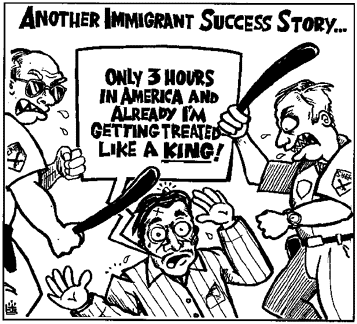 ANOTHER IMMIGRANT SUCCESS STORY...
ONLY 3 HOURS
IN AMERICA AND
ALREADY I'M
GETTING TREATED
LIKE A KING!